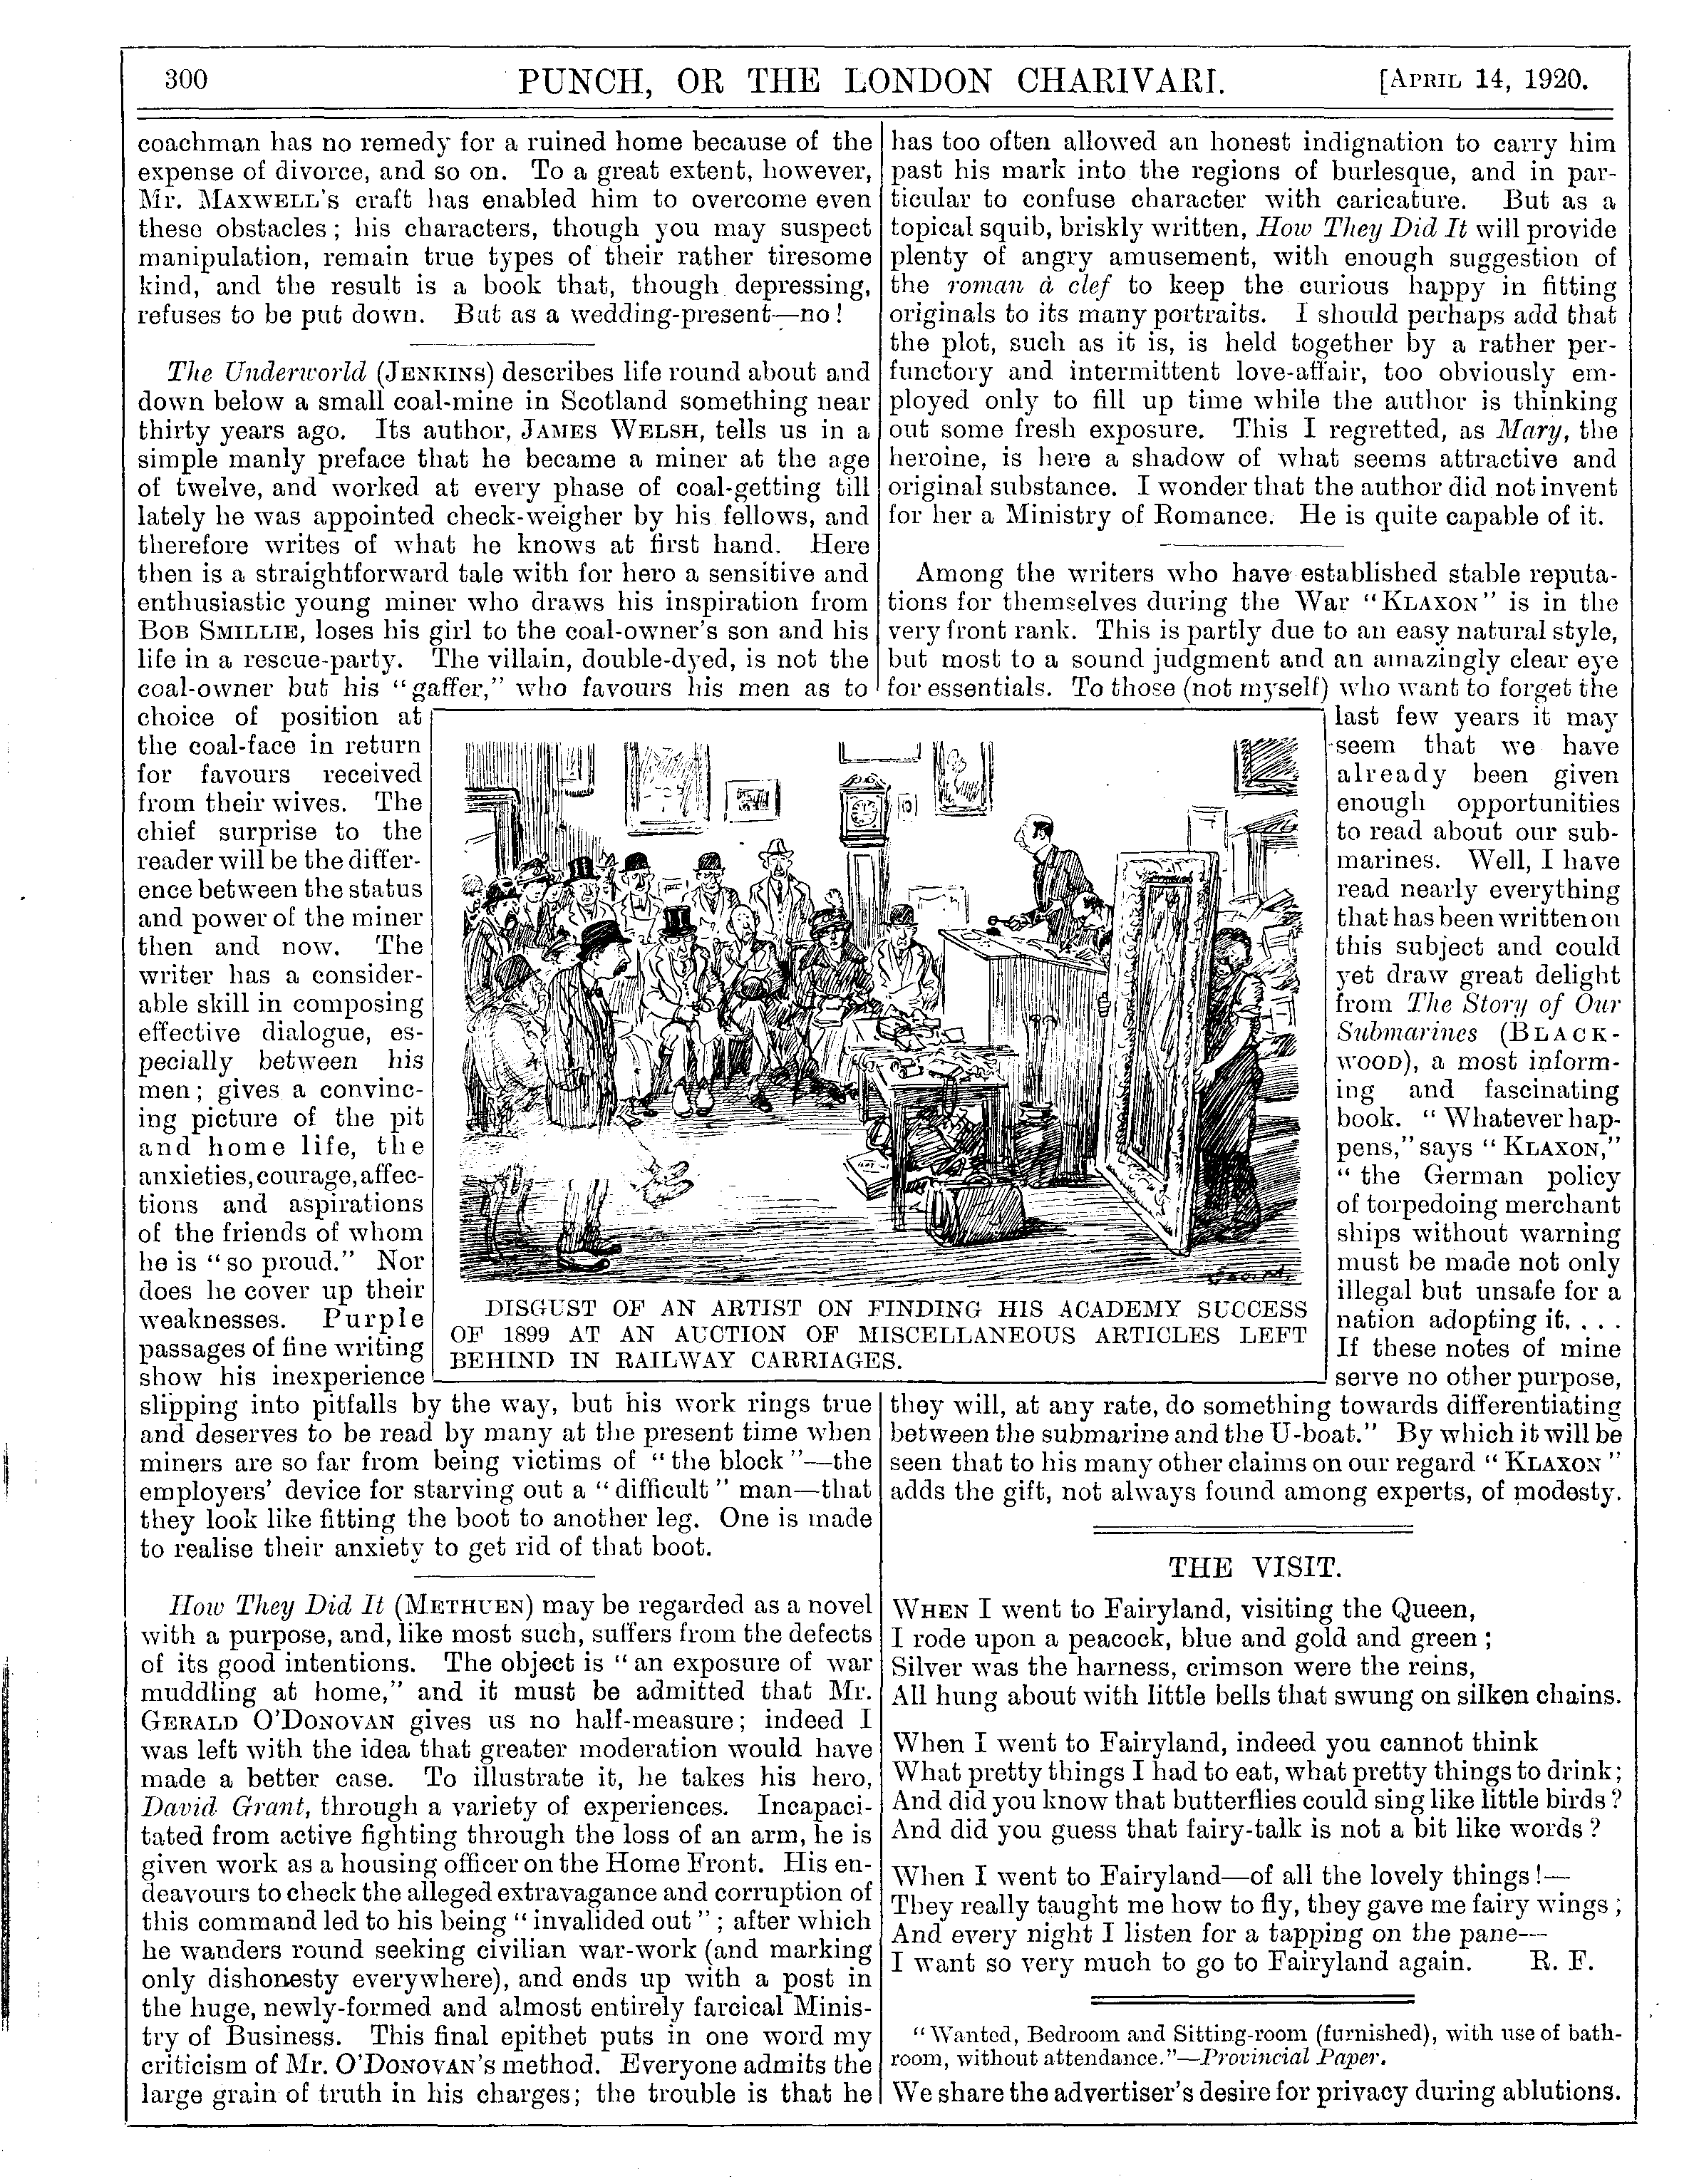 300
PUNCH, OR THE LONDON CHARIVARI.
[APRIL 14, 1920.
coachman has no remedy for a ruined home because of the
expense of divorce, and so on. To a great extent, however,
Mr. MAXWELL'S craft has enabled him to overcome even
these obstacles; his characters, though you may suspect
manipulation, remain true types of their rather tiresome
kind, and the result is a book that, though depressing,
refuses to be put down. But as a wedding-present—no!
The Underworld (JENKINS) describes life round about and
down below a small coal-mine in Scotland something near
thirty years ago. Its author, JAMES WELSH, tells us in a
simple manly preface that he became a miner at the age
of twelve, and worked at every phase of coal-getting till
lately he was appointed check-weigher by his fellows, and
therefore writes of what he knows at first hand. Here
then is a straightforward tale with for hero a sensitive and
enthusiastic young miner who draws his inspiration from
BOB SMILLIE, loses his girl to the coal-owner's son and his
life in a rescue-party. The villain, double-dyed, is not the
coal-owner but his "gaffer," who favours his men as to
choice of position at
the coal-face in return
for favours received
from their wives. The
chief surprise to the
reader will be the differ-
ence between the status
and power of the miner
then and now. The
writer has a consider-
able skill in composing
effective dialogue, es-
pecially between his
men; gives a convinc-
ing picture of the pit
and home life, the
anxieties, courage, affec-
tions and aspirations
of the friends of whom
he is "so proud." Nor
does he cover up their
weaknesses. Purple
passages of fine writing
show his inexperience
slipping into pitfalls by the way, but his work rings true
and deserves to be read by many at the present time when
miners are so far from being victims of "the block"—the
employers' device for starving out a "difficult" man—that
they look like fitting the boot to another leg. One is made
to realise their anxiety to get rid of that boot.
How They Did It (METHUEN) may be regarded as a novel
with a purpose, and, like most such, suffers from the defects
of its good intentions. The object is "an exposure of war
muddling at home," and it must be admitted that Mr.
GERALD O'DONOVAN gives us no half-measure; indeed I
was left with the idea that greater moderation would have
made a better case. To illustrate it, he takes his hero,
David Grant, through a variety of experiences. Incapaci-
tated from active fighting through the loss of an arm, he is
given work as a housing officer on the Home Front. His en-
deavours to check the alleged extravagance and corruption of
this command led to his being "invalided out"; after which
he wanders round seeking civilian war-work (and marking
only dishonesty everywhere), and ends up with a post in
the huge, newly-formed and almost entirely farcical Minis-
try of Business. This final epithet puts in one word my
criticism of Mr. O'DONOVAN'S method. Everyone admits the
large grain of truth in his charges; the trouble is that he
has too often allowed an honest indignation to carry him
past his mark into the regions of burlesque, and in par-
ticular to confuse character with caricature. But as a
topical squib, briskly written, How They Did It will provide
plenty of angry amusement, with enough suggestion of
the roman à clef to keep the curious happy in fitting
originals to its many portraits. I should perhaps add that
the plot, such as it is, is held together by a rather per-
functory and intermittent love-affair, too obviously em-
ployed only to fill up time while the author is thinking
out some fresh exposure. This I regretted, as Mary, the
heroine, is here a shadow of what seems attractive and
original substance. I wonder that the author did not invent
for her a Ministry of Romance. He is quite capable of it.
Among the writers who have established stable reputa-
tions for themselves during the War "KLAXON" is in the
very front rank. This is partly due to an easy natural style,
but most to a sound judgment and an amazingly clear eye
for essentials. To those (not myself) who want to forget the
last few years it may
seem that we have
already been given
enough opportunities
to read about our sub-
marines. Well, I have
read nearly everything
that has been written on
this subject and could
yet draw great delight
from The Story of Our
Submarines (BLACK-
WOOD), a most inform-
ing and fascinating
book. "Whatever hap-
pens," says "KLAXON,"
"the German policy
of torpedoing merchant
ships without warning
must be made not only
illegal but unsafe for a
nation adopting it. . . .
If these notes of mine
serve no other purpose,
they will, at any rate, do something towards differentiating
between the submarine and the U-boat." By which it will be
seen that to his many other claims on our regard "KLAXON"
adds the gift, not always found among experts, of modesty.
DISGUST OF AN ARTIST ON FINDING HIS ACADEMY SUCCESS
OF 1899 AT AN AUCTION OF MISCELLANEOUS ARTICLES LEFT
BEHIND IN RAILWAY CARRIAGES.
THE VISIT.
WHEN I went to Fairyland, visiting the Queen,
I rode upon a peacock, blue and gold and green;
Silver was the harness, crimson were the reins,
All hung about with little bells that swung on silken chains.
When I went to Fairyland, indeed you cannot think
What pretty things I had to eat, what pretty things to drink;
And did you know that butterflies could sing like little birds?
And did you guess that fairy-talk is not a bit like words?
When I went to Fairyland—of all the lovely things!—
They really taught me how to fly, they gave me fairy wings;
And every night I listen for a tapping on the pane—
I want so very much to go to Fairyland again. R. F.
"Wanted, Bedroom and Sitting-room (furnished), with use of bath-
room, without attendance."—Provincial Paper.
We share the advertiser's desire for privacy during ablutions.